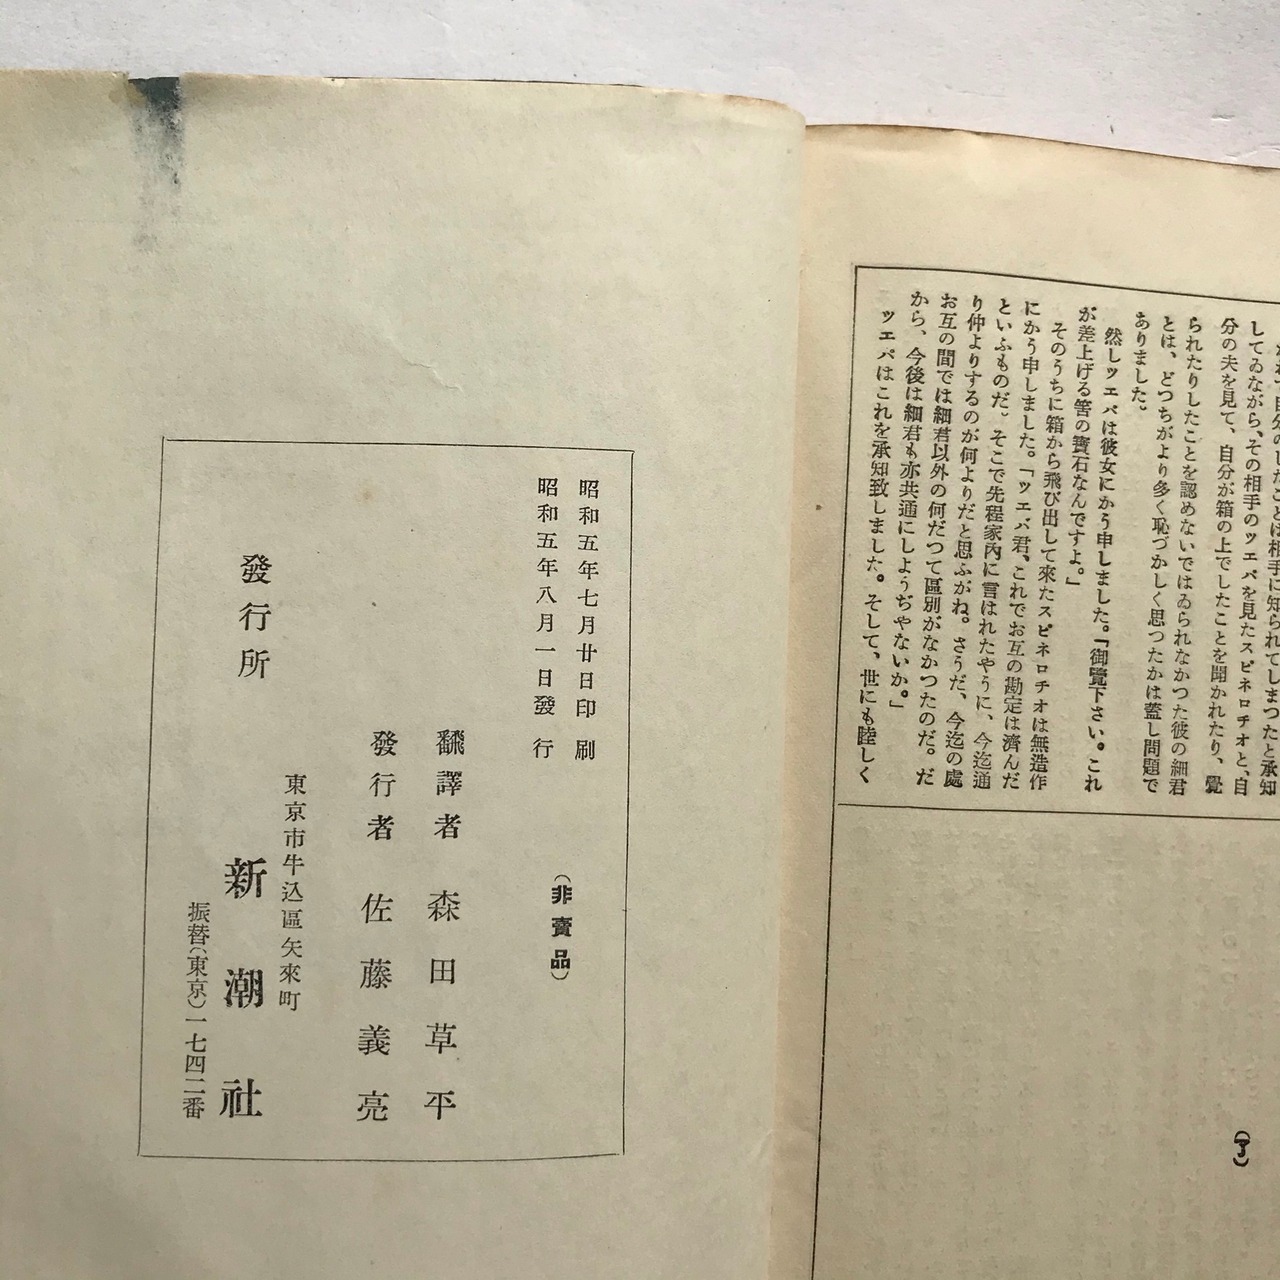 してゐながら、その相手のツエパを見たスピネロチオと、自
分の夫を見て、自分が箱の上でしたことを聞かれたり、覺
られたりしたことを認めないではゐられなかつた彼の細君
とは、どつちがより多く恥づかしく思つたかは蓋し問題で
ありました。
然しツエパは彼女にかう申しました。「御覽下さい。これ
が差上げる筈の寶石なんですよ。」
そのうちに箱から飛び出して來たスピネロチオは無造作
にかう申しました。「ツエパ君、これでお互の勘定は濟んだ
といふものだ。そこで先程家內に言はれたやうに、今迄通
り仲よりするのが何よりだと思ふがね。さうだ、今迄の處
お互の間では細君以外の何だつて區別がなかつたのだ。だ
から、今後は細君も亦共通にしようぢやないか。」
ツエパはこれを承知致しました。そして、世にも睦しく
(了)
昭和五年七月廿日印刷
昭和五年八月一日發行
(非賣品)
飜譯者 森田草平
發行者 佐藤義亮
東京市牛込區矢來町
發行所 新潮社
振替(東京)一七四二番